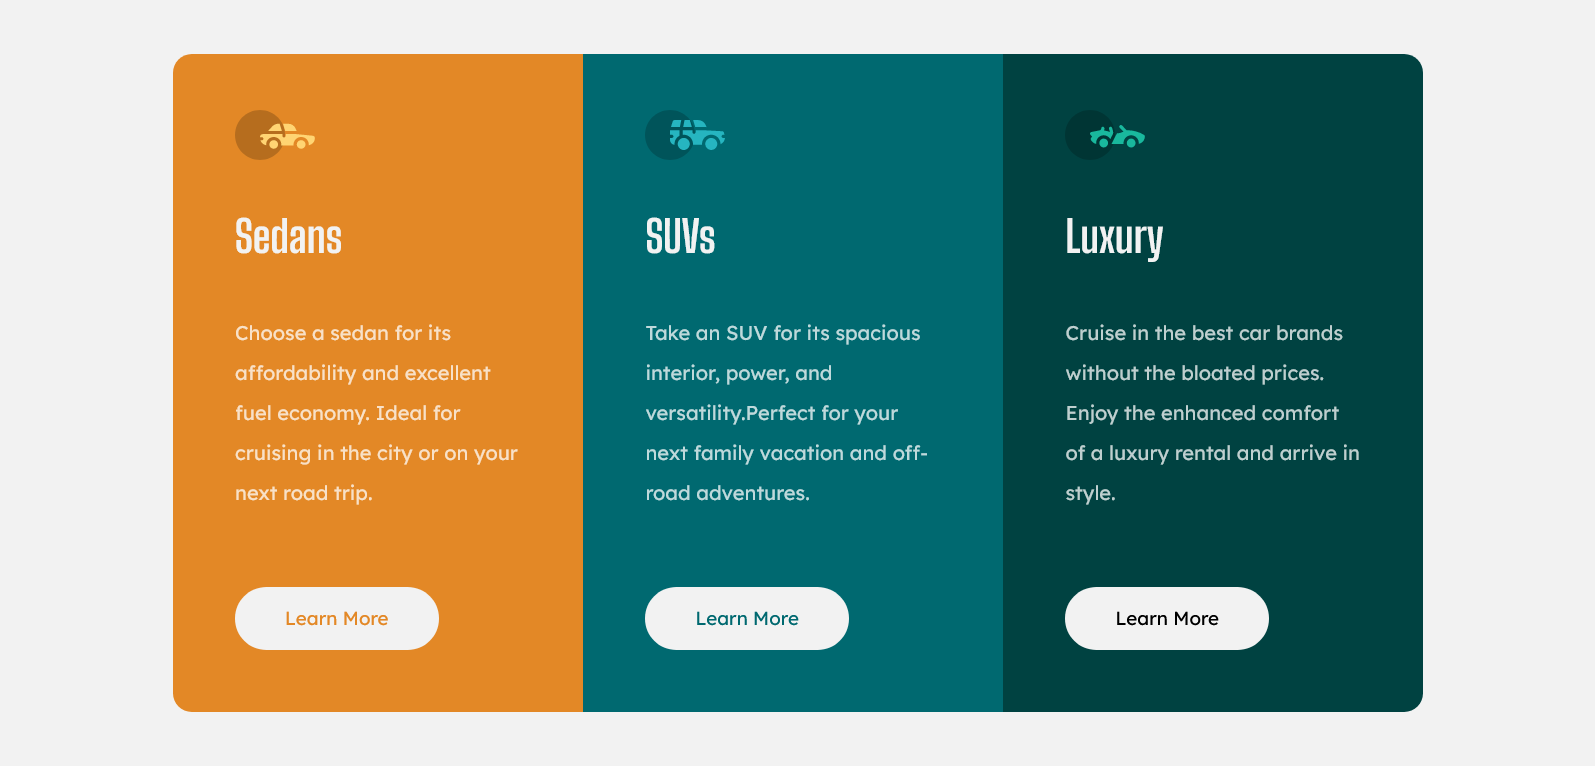 Sedans
Choose a sedan for its
affordability and excellent
fuel economy. Ideal for
cruising in the city or on your
next road trip.
Learn More
SUVs
Take an SUV for its spacious
interior, power, and
versatility.Perfect for your
next family vacation and off-
road adventures.
Learn More
Luxury
Cruise in the best car brands
without the bloated prices.
Enjoy the enhanced comfort
of a luxury rental and arrive in
style.
Learn More